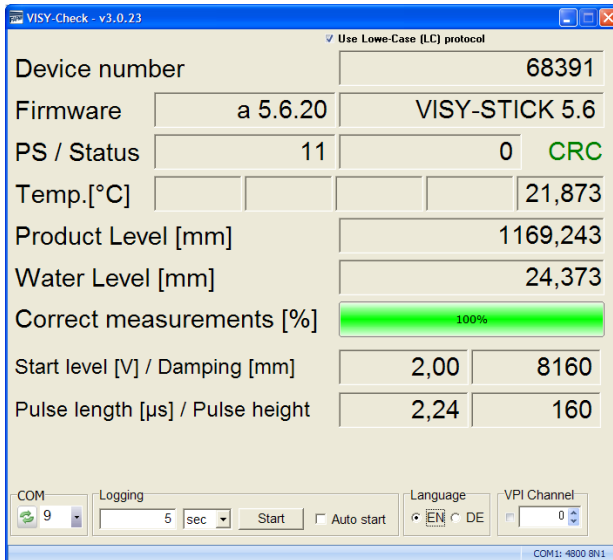 VISY-Check - v3.0.23
Use Lowe-Case (LC) protocol
Device number 68391
Firmware a 5.6.20 VISY-STICK 5.6
PS / Status 11 0 CRC
Temp.[°C] 21,873
Product Level [mm] 1169,243
Water Level [mm] 24,373
Correct measurements [%] 100%
Start level [V] / Damping [mm] 2,00 8160
Pulse length [µs] / Pulse height 2,24 160
COM Logging Language VPI Channel
9 5 sec Start Auto start EN DE 0
COM1: 4800 8N1